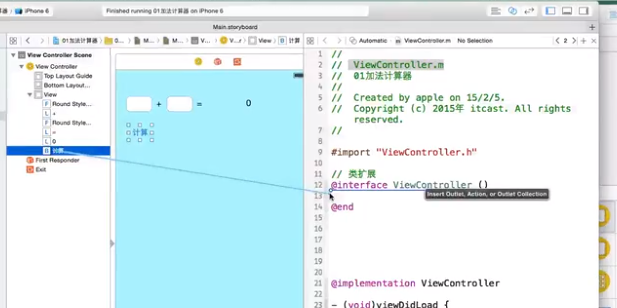 iPhone 6
Finished running 01加法计算器 on iPhone 6
Main.storyboard
01加法计算器
M...
M...
V...r
View
计算
Automatic
ViewController.m
No Selection
2
View Controller Scene
View Controller
Top Layout Guide
Bottom Layout...
View
F Round Style...
L +
F Round Style...
L =
L 0
B 计算
First Responder
Exit
+ = 0
计算
1 //
2 // ViewController.m
3 // 01加法计算器
4 //
5 // Created by apple on 15/2/5.
6 // Copyright (c) 2015年 itcast. All rights
reserved.
7 //
8
9 #import "ViewController.h"
10
11 // 类扩展
12 @interface ViewController ()
Insert Outlet, Action, or Outlet Collection
13
14 @end
15
16
17
18
19
20
21 @implementation ViewController
22
- (void)viewDidLoad {